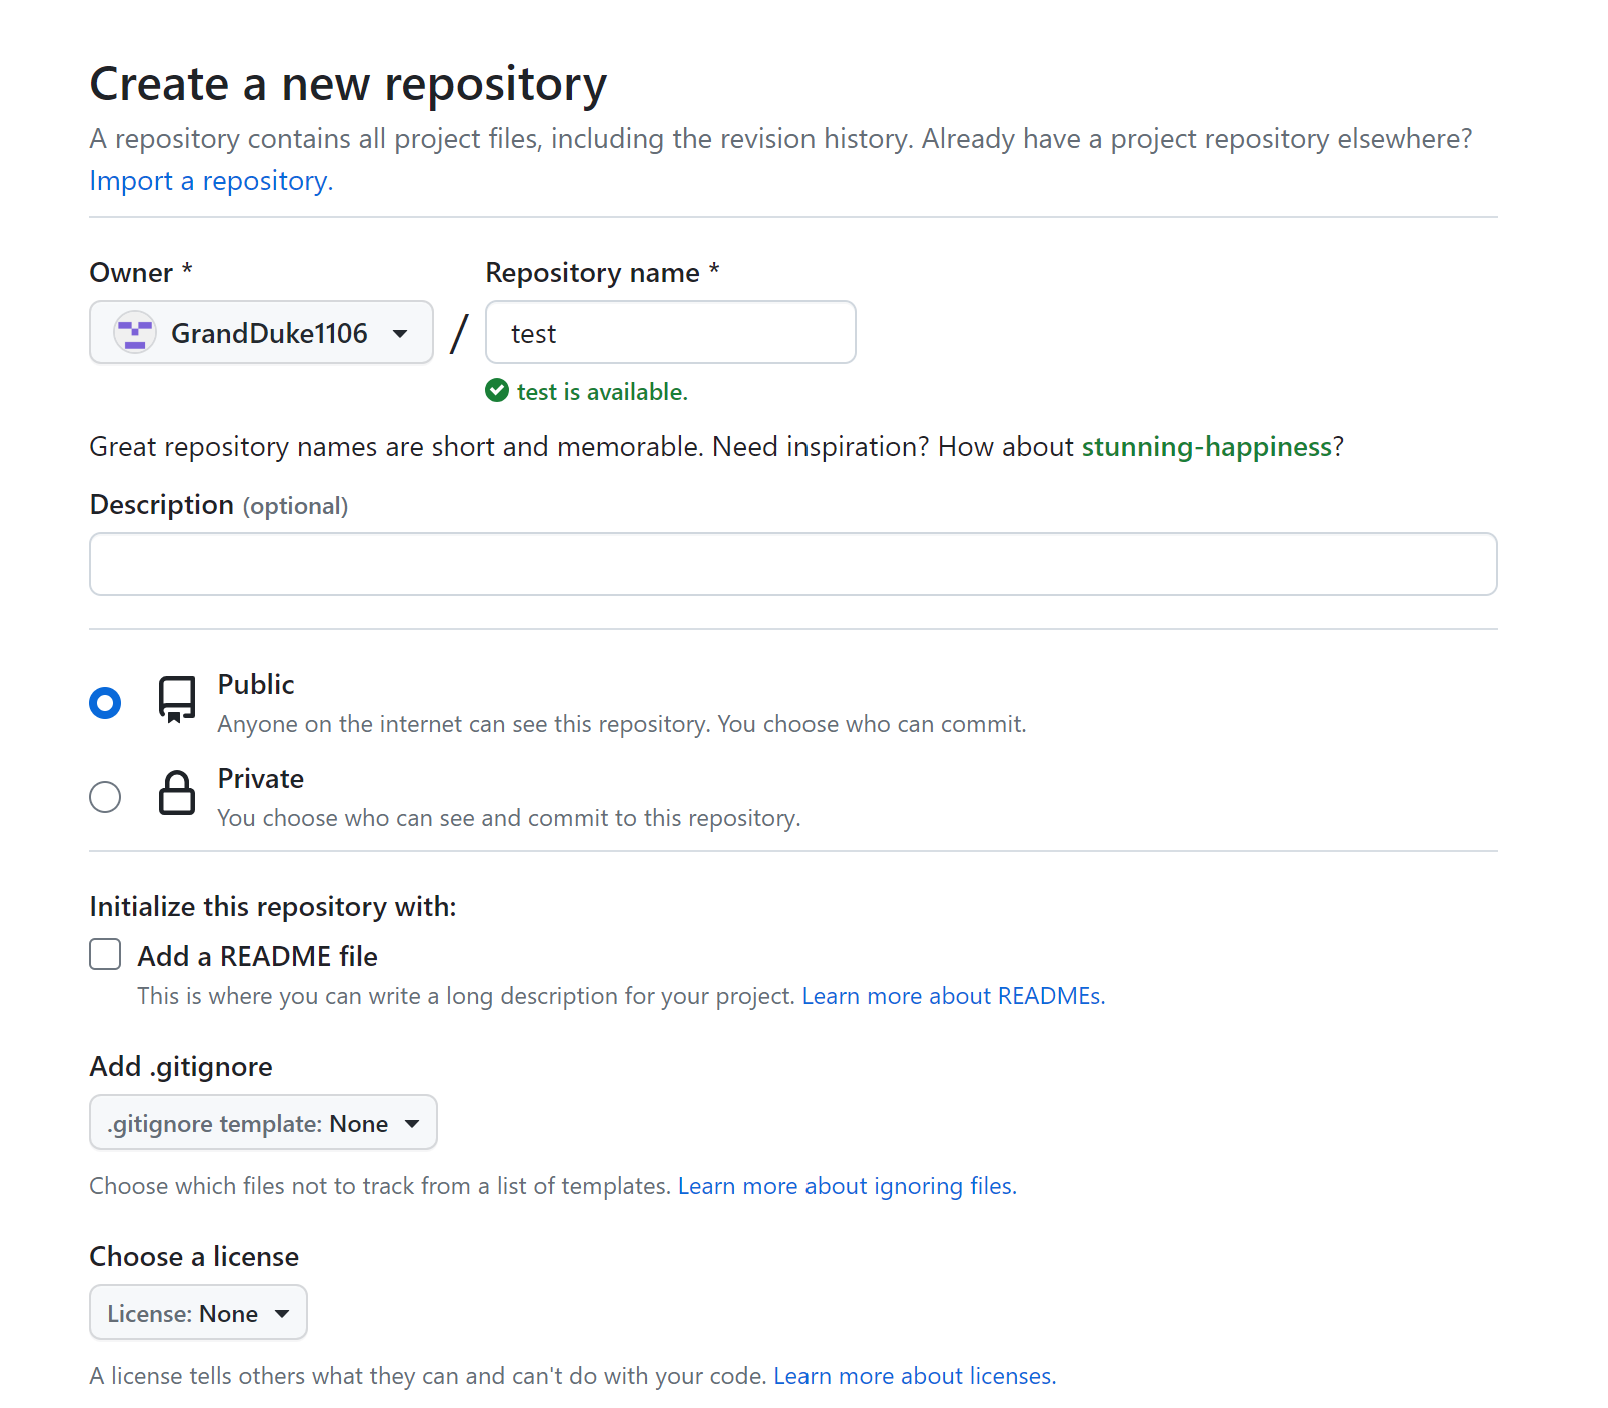 Create a new repository
A repository contains all project files, including the revision history. Already have a project repository elsewhere?
Import a repository.
Owner *
Repository name *
GrandDuke1106
/
test
test is available.
Great repository names are short and memorable. Need inspiration? How about stunning-happiness?
Description (optional)
Public
Anyone on the internet can see this repository. You choose who can commit.
Private
You choose who can see and commit to this repository.
Initialize this repository with:
Add a README file
This is where you can write a long description for your project. Learn more about READMEs.
Add .gitignore
.gitignore template: None
Choose which files not to track from a list of templates. Learn more about ignoring files.
Choose a license
License: None
A license tells others what they can and can't do with your code. Learn more about licenses.